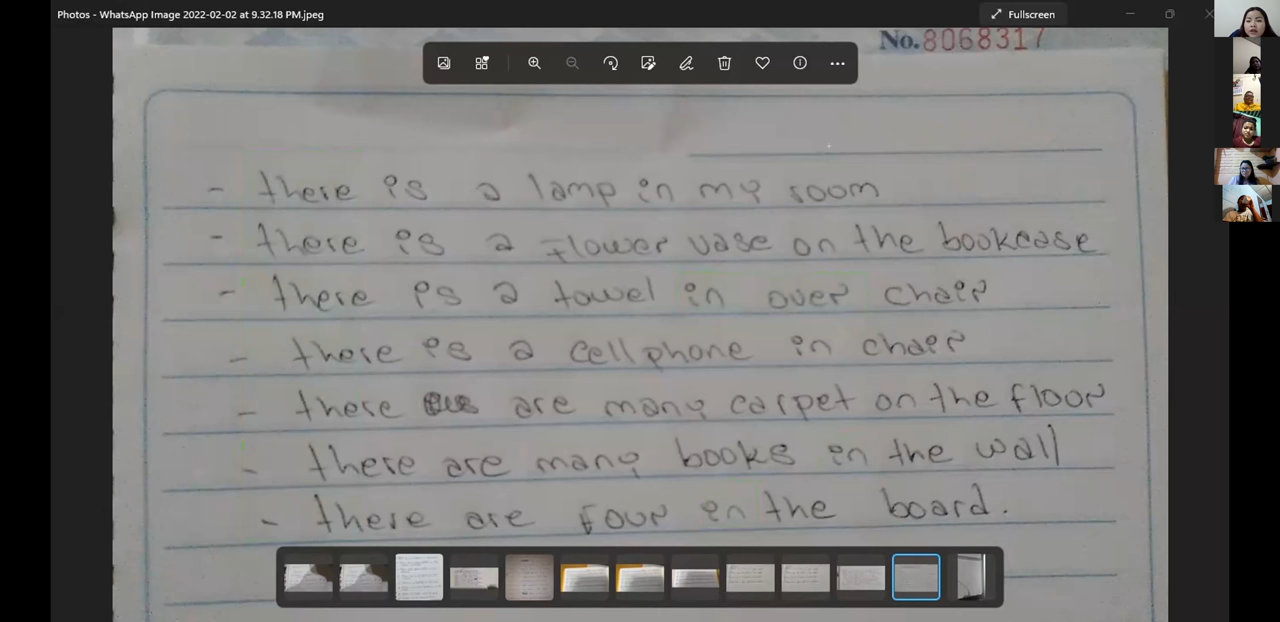 Photos - WhatsApp Image 2022-02-02 at 9.32.18 PM.jpeg
Fullscreen
No. 8068317
- there is a lamp in my room
- there is a flower vase on the bookcase
- there is a towel in over chair
- there is a cellphone in chair
- there are many carpet on the floor
- there are many books in the wall
- there are four in the board.